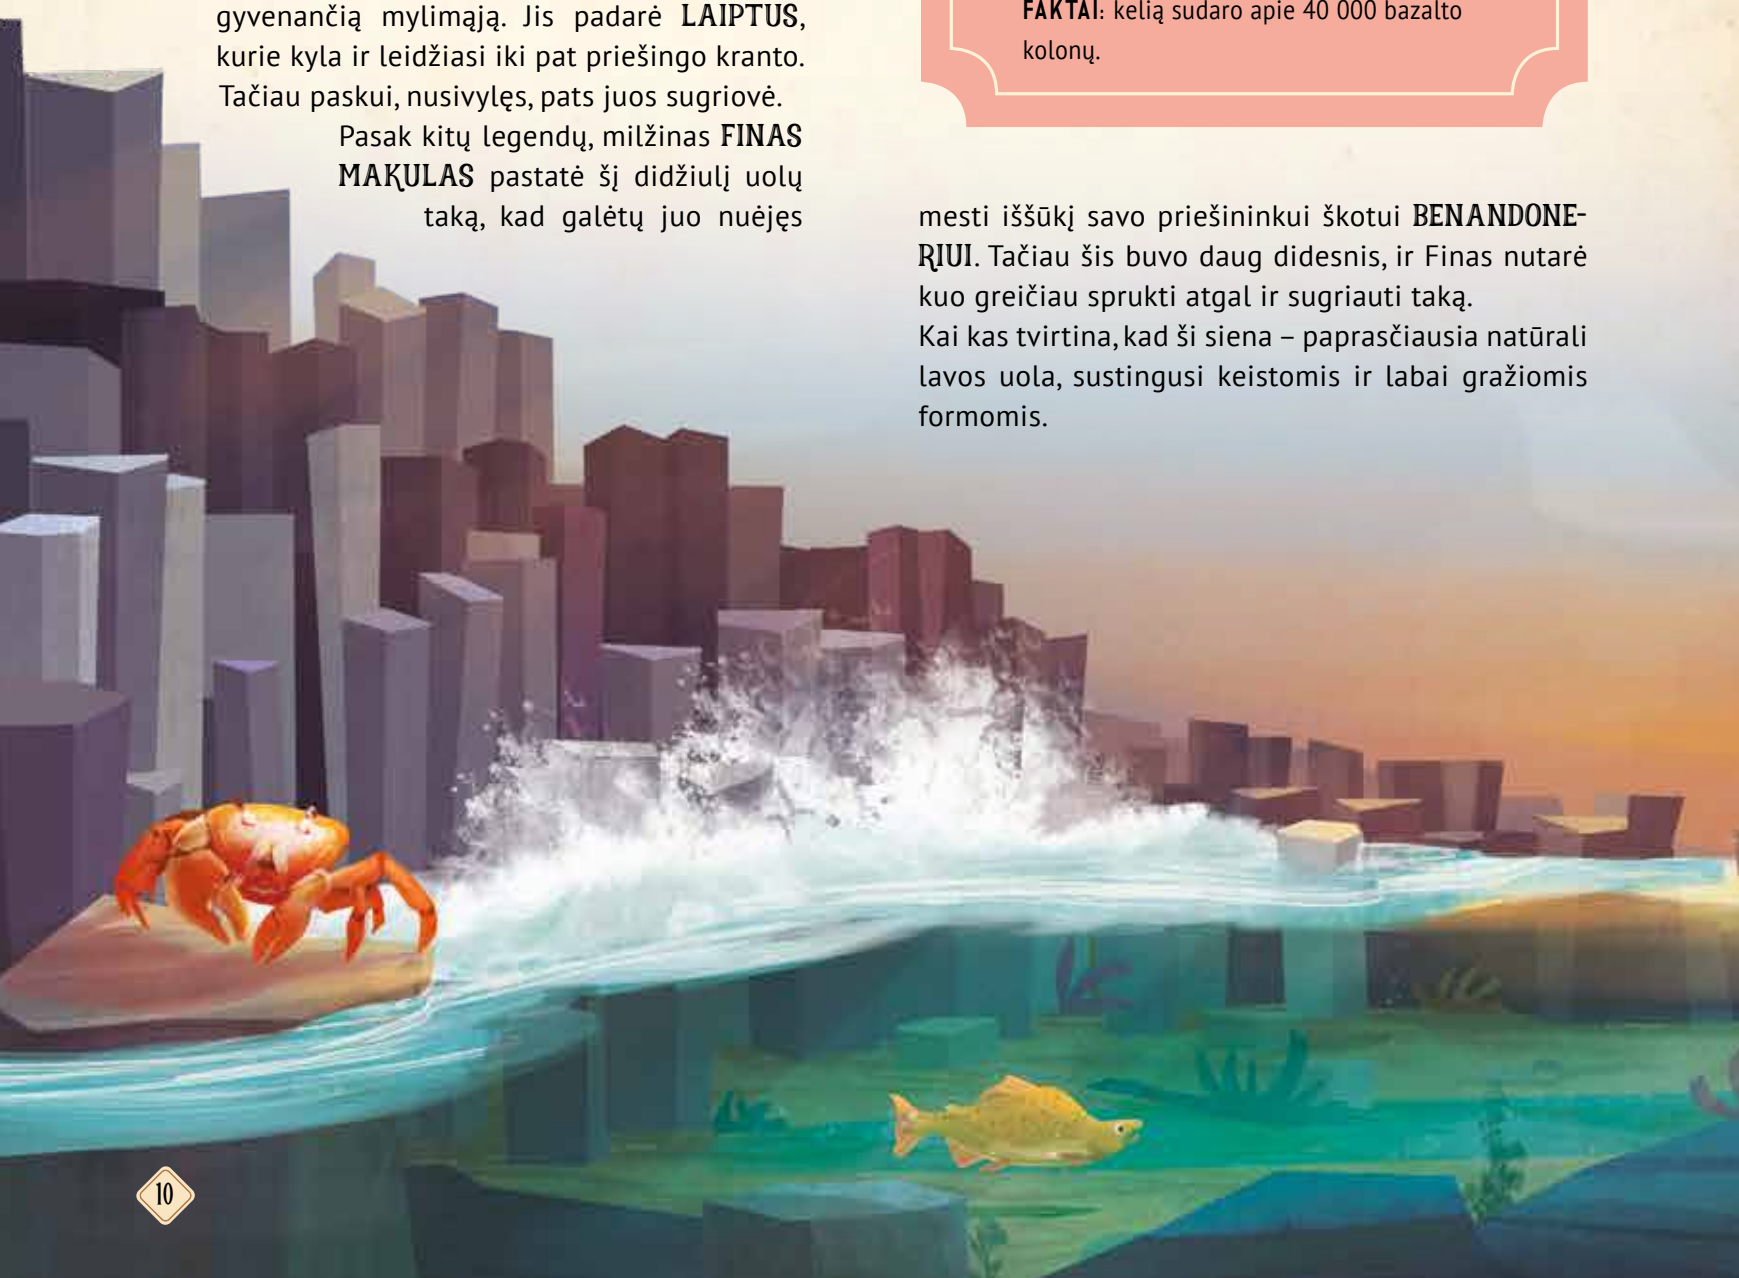 gyvenančią mylimąją. Jis padarė LAIPTUS,
kurie kyla ir leidžiasi iki pat priešingo kranto.
Tačiau paskui, nusivylęs, pats juos sugriovė.
Pasak kitų legendų, milžinas FINAS
MAKULAS pastatė šį didžiulį uolų
taką, kad galėtų juo nuėjęs
FAKTAI: kelią sudaro apie 40 000 bazalto
kolonų.
mesti iššūkį savo priešininkui škotui BENANDONE-
RIUI. Tačiau šis buvo daug didesnis, ir Finas nutarė
kuo greičiau sprukti atgal ir sugriauti taką.
Kai kas tvirtina, kad ši siena – paprasčiausia natūrali
lavos uola, sustingusi keistomis ir labai gražiomis
formomis.
10